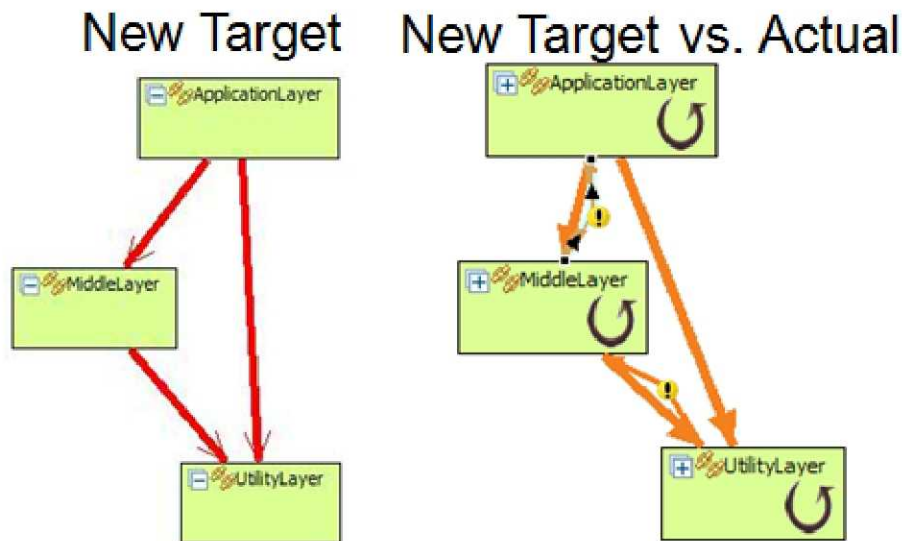 New Target
New Target vs. Actual
ApplicationLayer
ApplicationLayer
MiddleLayer
MiddleLayer
UtilityLayer
UtilityLayer